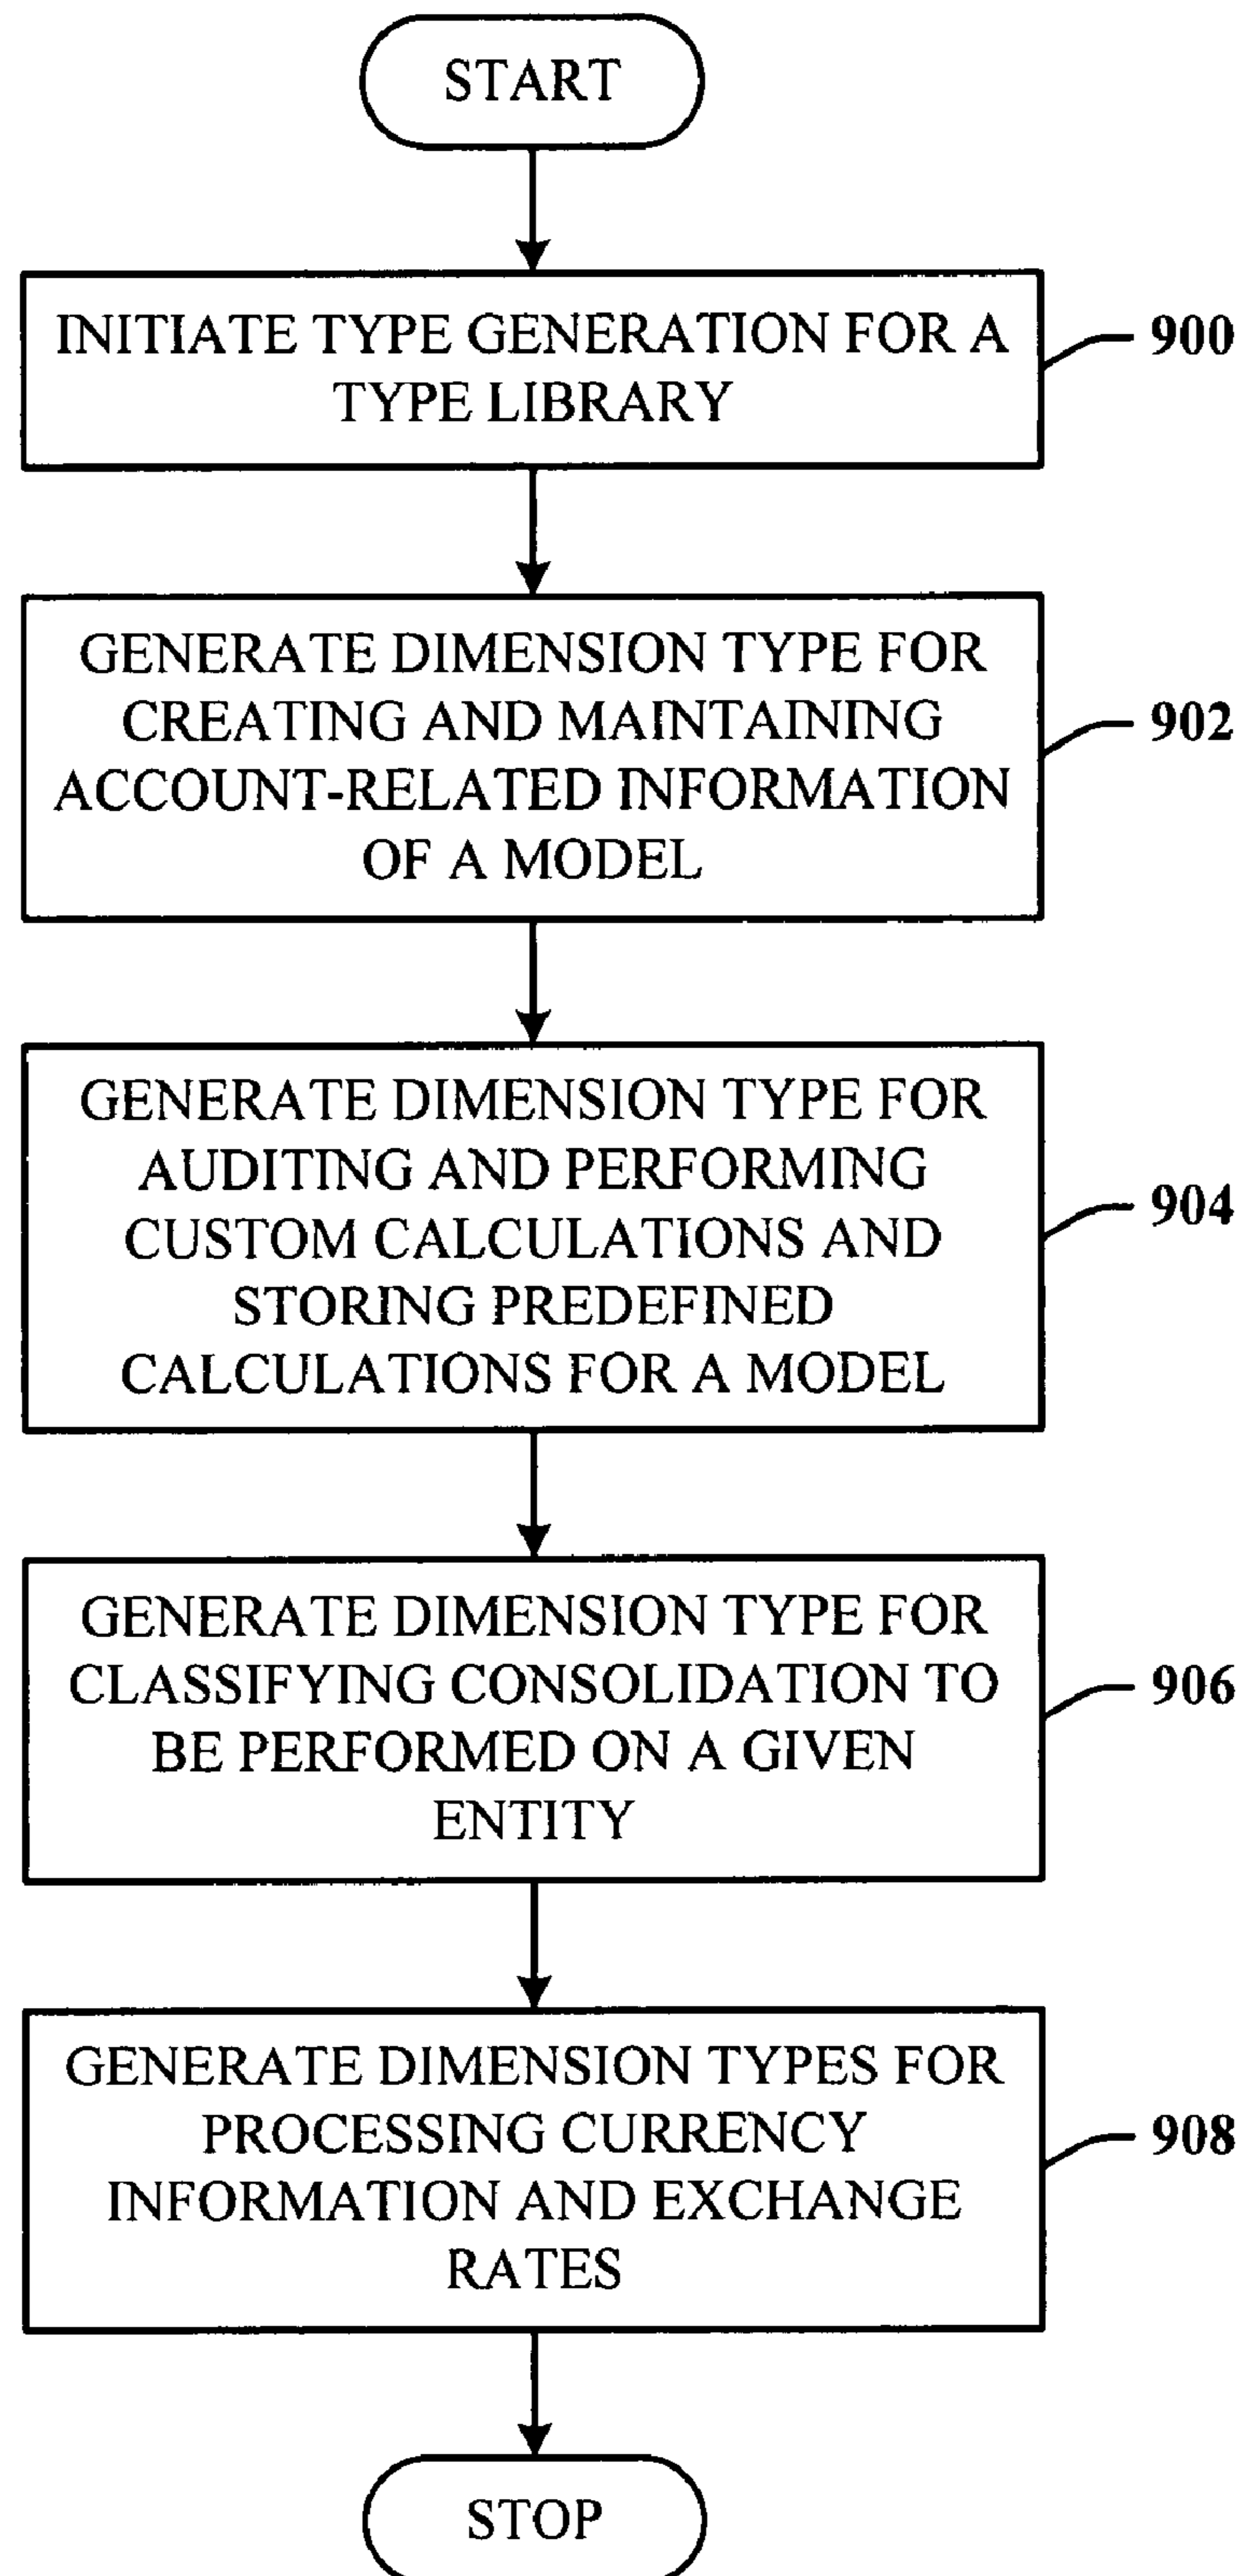 START
INITIATE TYPE GENERATION FOR A
TYPE LIBRARY
900
GENERATE DIMENSION TYPE FOR
CREATING AND MAINTAINING
ACCOUNT-RELATED INFORMATION
OF A MODEL
902
GENERATE DIMENSION TYPE FOR
AUDITING AND PERFORMING
CUSTOM CALCULATIONS AND
STORING PREDEFINED
CALCULATIONS FOR A MODEL
904
GENERATE DIMENSION TYPE FOR
CLASSIFYING CONSOLIDATION TO
BE PERFORMED ON A GIVEN
ENTITY
906
GENERATE DIMENSION TYPES FOR
PROCESSING CURRENCY
INFORMATION AND EXCHANGE
RATES
908
STOP